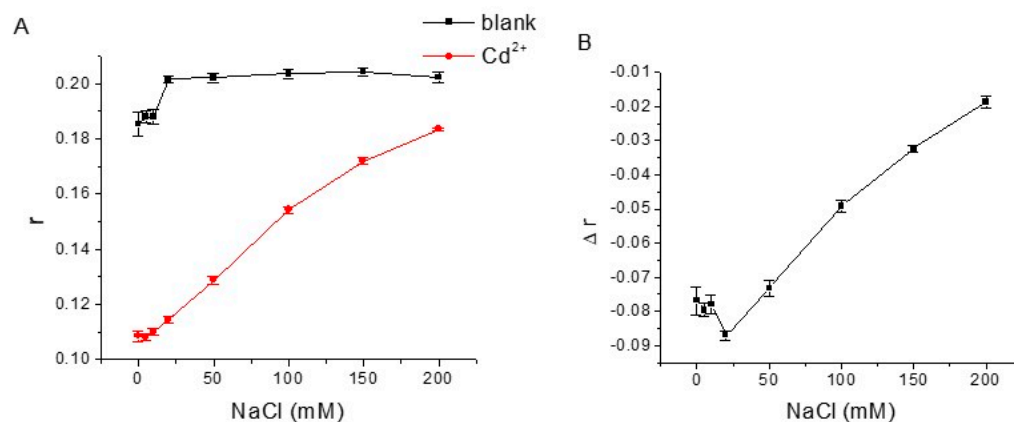 A
blank
Cd²⁺
r
0.20
0.18
0.16
0.14
0.12
0.10
0 50 100 150 200
NaCl (mM)
B
Δ r
-0.01
-0.02
-0.03
-0.04
-0.05
-0.06
-0.07
-0.08
-0.09
0 50 100 150 200
NaCl (mM)